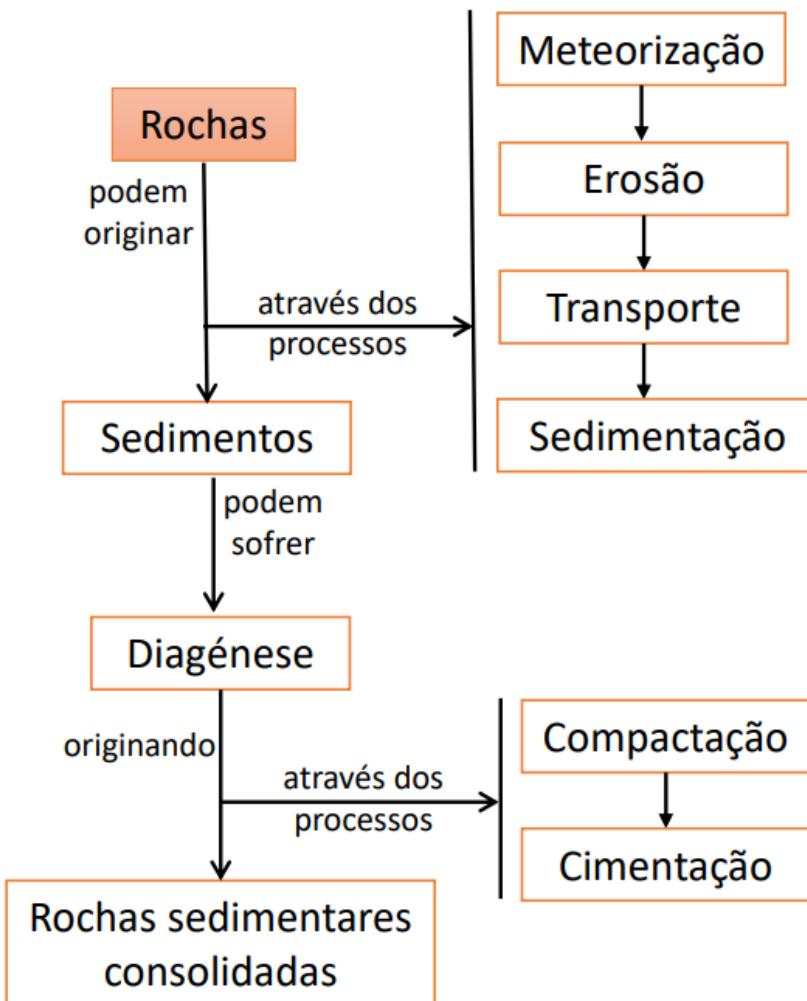 Rochas
podem
originar
através dos
processos
Meteorização
Erosão
Transporte
Sedimentação
Sedimentos
podem
sofrer
Diagénese
originando
através dos
processos
Compactação
Cimentação
Rochas sedimentares
consolidadas